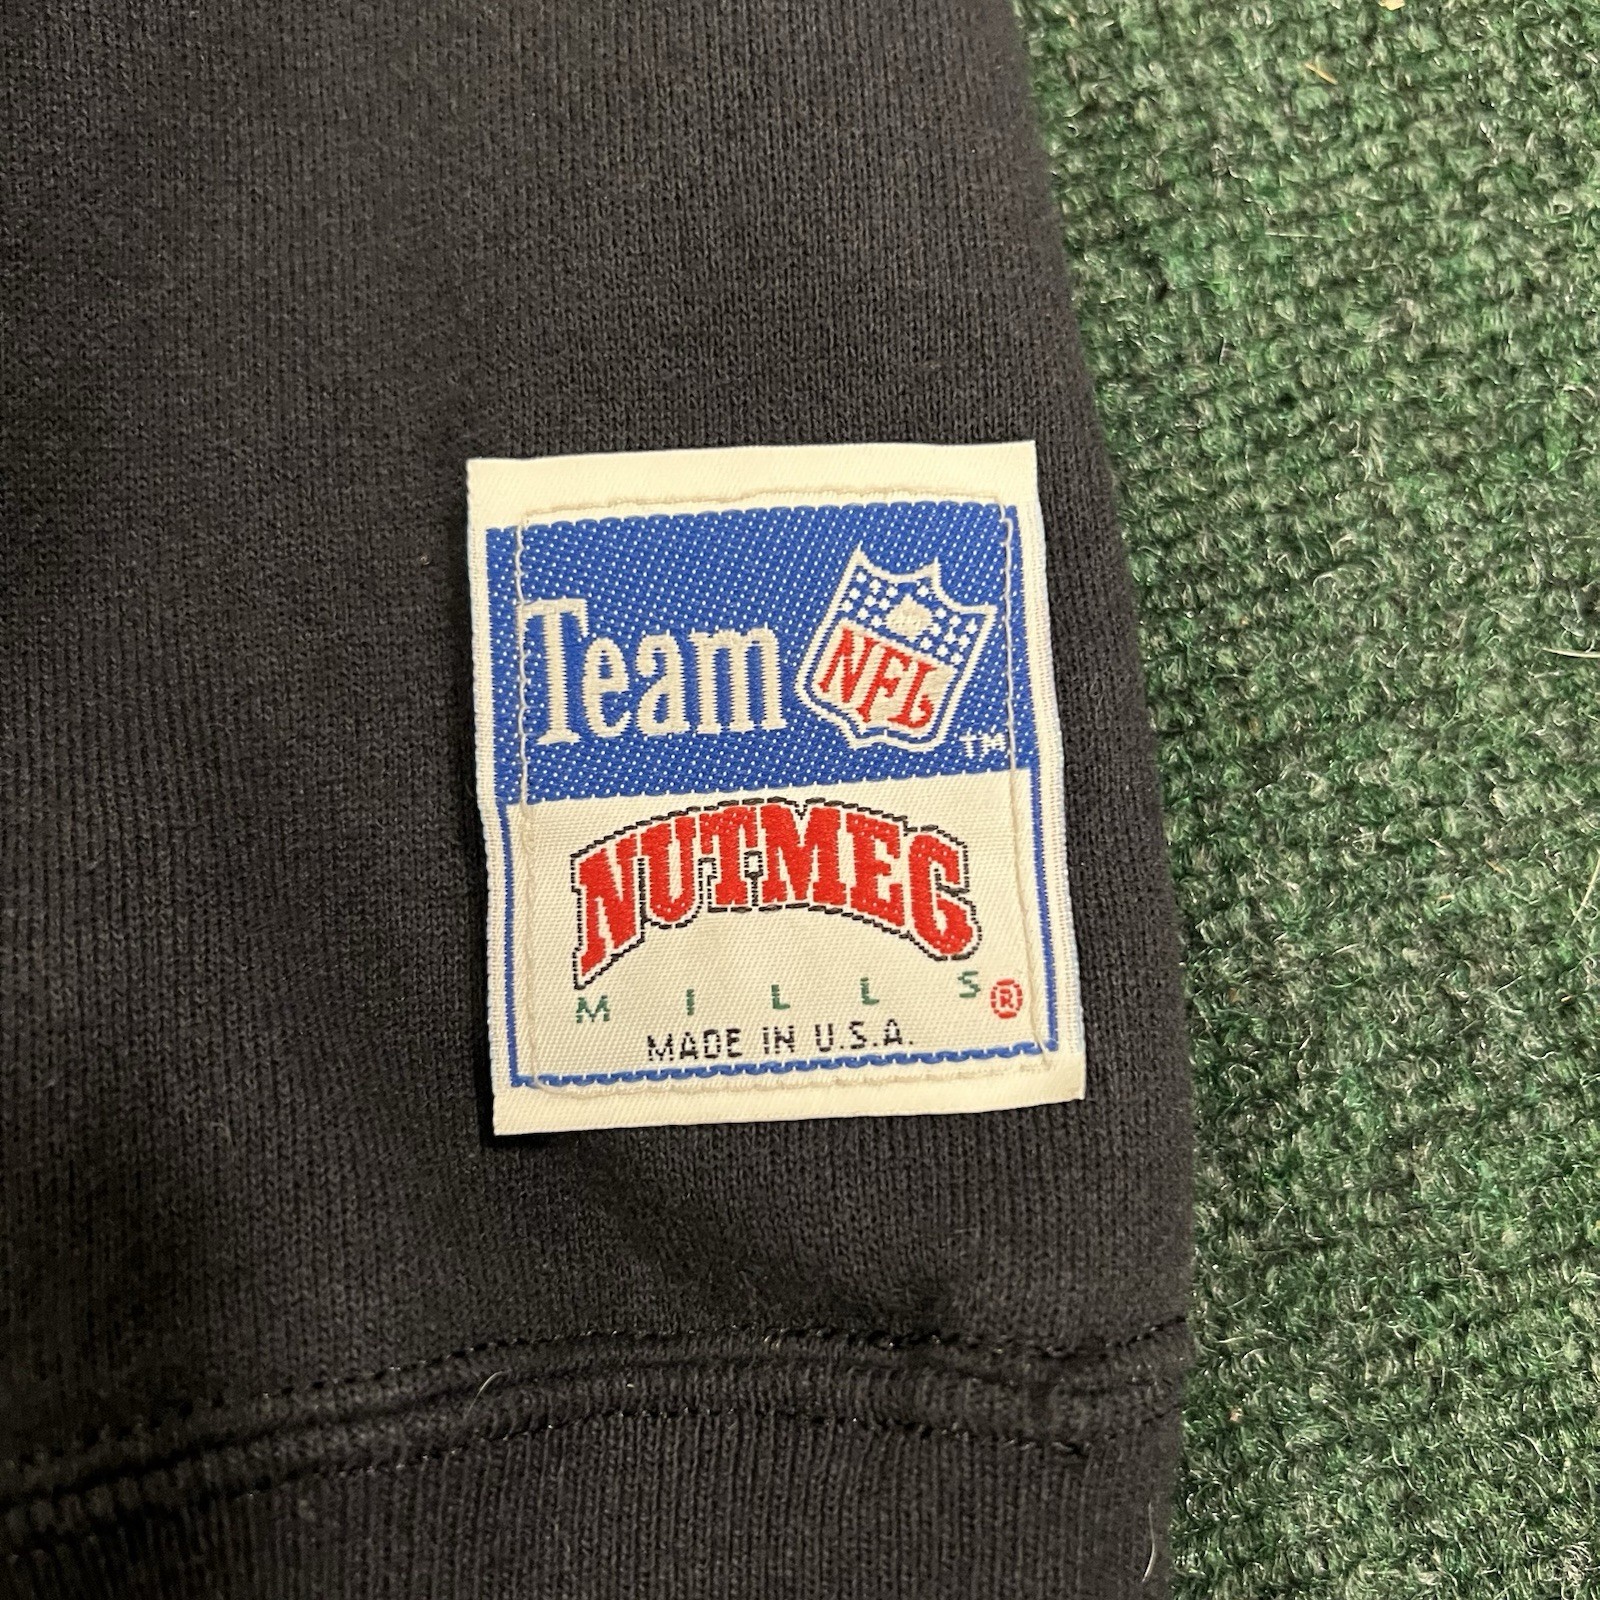 Team NFL ™
NUTMEG
MILLS®
MADE IN U.S.A.